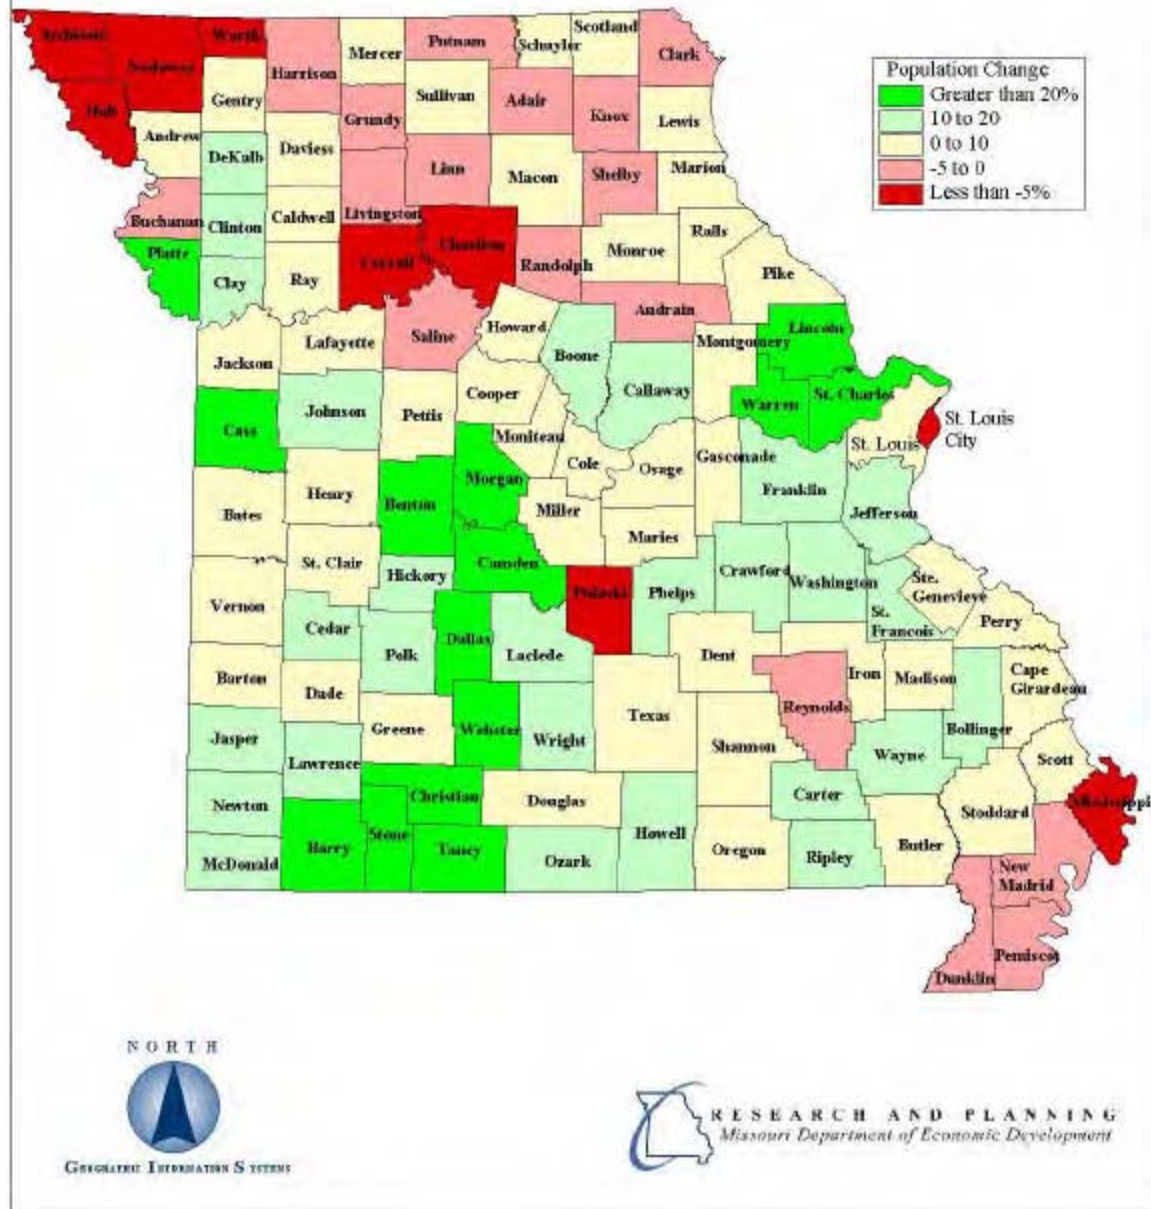 Worth
Putnam
Schuyler
Scotland
Mercer
Clark
Harrison
Population Change
Greater than 20%
Gentry
Sullivan
Adair
Knox
Lewis
10 to 20
Grundy
0 to 10
Andrew
DeKalb
Daviess
Linn
Macon
Shelby
Marion
-5 to 0
Less than -5%
Buchanan
Clinton
Caldwell
Livingston
Chariton
Ralls
Platte
Clay
Ray
Carroll
Randolph
Monroe
Pike
Saline
Howard
Audrain
Lincoln
Jackson
Lafayette
Boone
Montgomery
Cooper
Callaway
Johnson
Pettis
Warren
St. Charles
Cass
Moniteau
St. Louis
City
St. Louis
Cole
Osage
Gasconade
Morgan
Henry
Benton
Miller
Franklin
Jefferson
Bates
Maries
St. Clair
Hickory
Camden
Pulaski
Phelps
Crawford
Washington
Ste.
Genevieve
Vernon
Cedar
St.
Francois
Perry
Polk
Dallas
Laclede
Dent
Barton
Dade
Iron
Madison
Cape
Girardeau
Reynolds
Texas
Greene
Webster
Wright
Shannon
Bollinger
Jasper
Lawrence
Wayne
Scott
Newton
Christian
Douglas
Carter
Stoddard
Mississippi
Stone
Howell
Barry
Taney
Oregon
Ripley
Butler
McDonald
Ozark
New
Madrid
Pemiscot
Dunklin
NORTH
GEOGRAPHIC INFORMATION SYSTEMS
RESEARCH AND PLANNING
Missouri Department of Economic Development